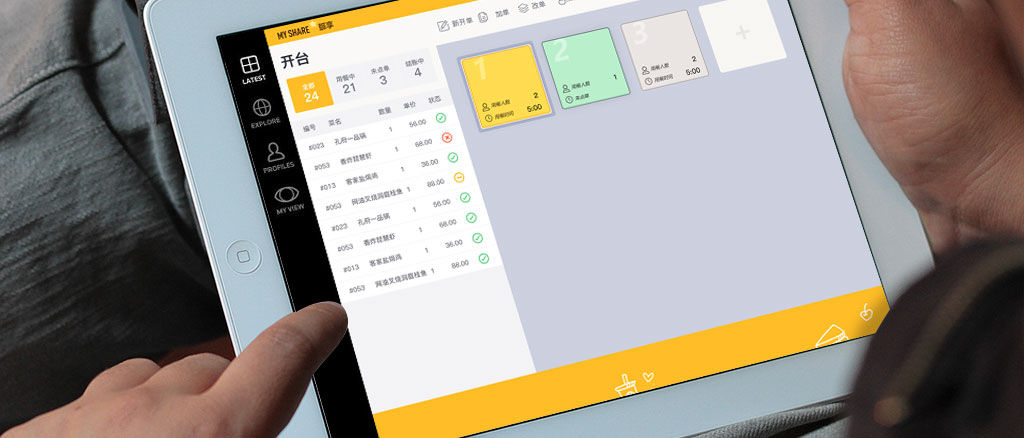 MY SHARE 飯享
新开单 加单 改单
开台
LATEST
EXPLORE
PROFILES
MY VIEW
全部 用餐中 未点单 结账中
24 21 3 4
编号 菜名 数量 单价 状态
#023 孔府一品锅 1 56.00
#053 香炸琵琶虾 1 68.00
#013 客家盐焗鸡 1 36.00
#053 网油叉烧洞庭桂鱼 1 88.00
#023 孔府一品锅 1 56.00
#053 香炸琵琶虾 1 68.00
#013 客家盐焗鸡 1 36.00
#053 网油叉烧洞庭桂鱼 1 88.00
1
用餐人数 2
用餐时间 5:00
2
用餐人数 1
未点单
3
用餐人数 2
用餐时间 5:00
+